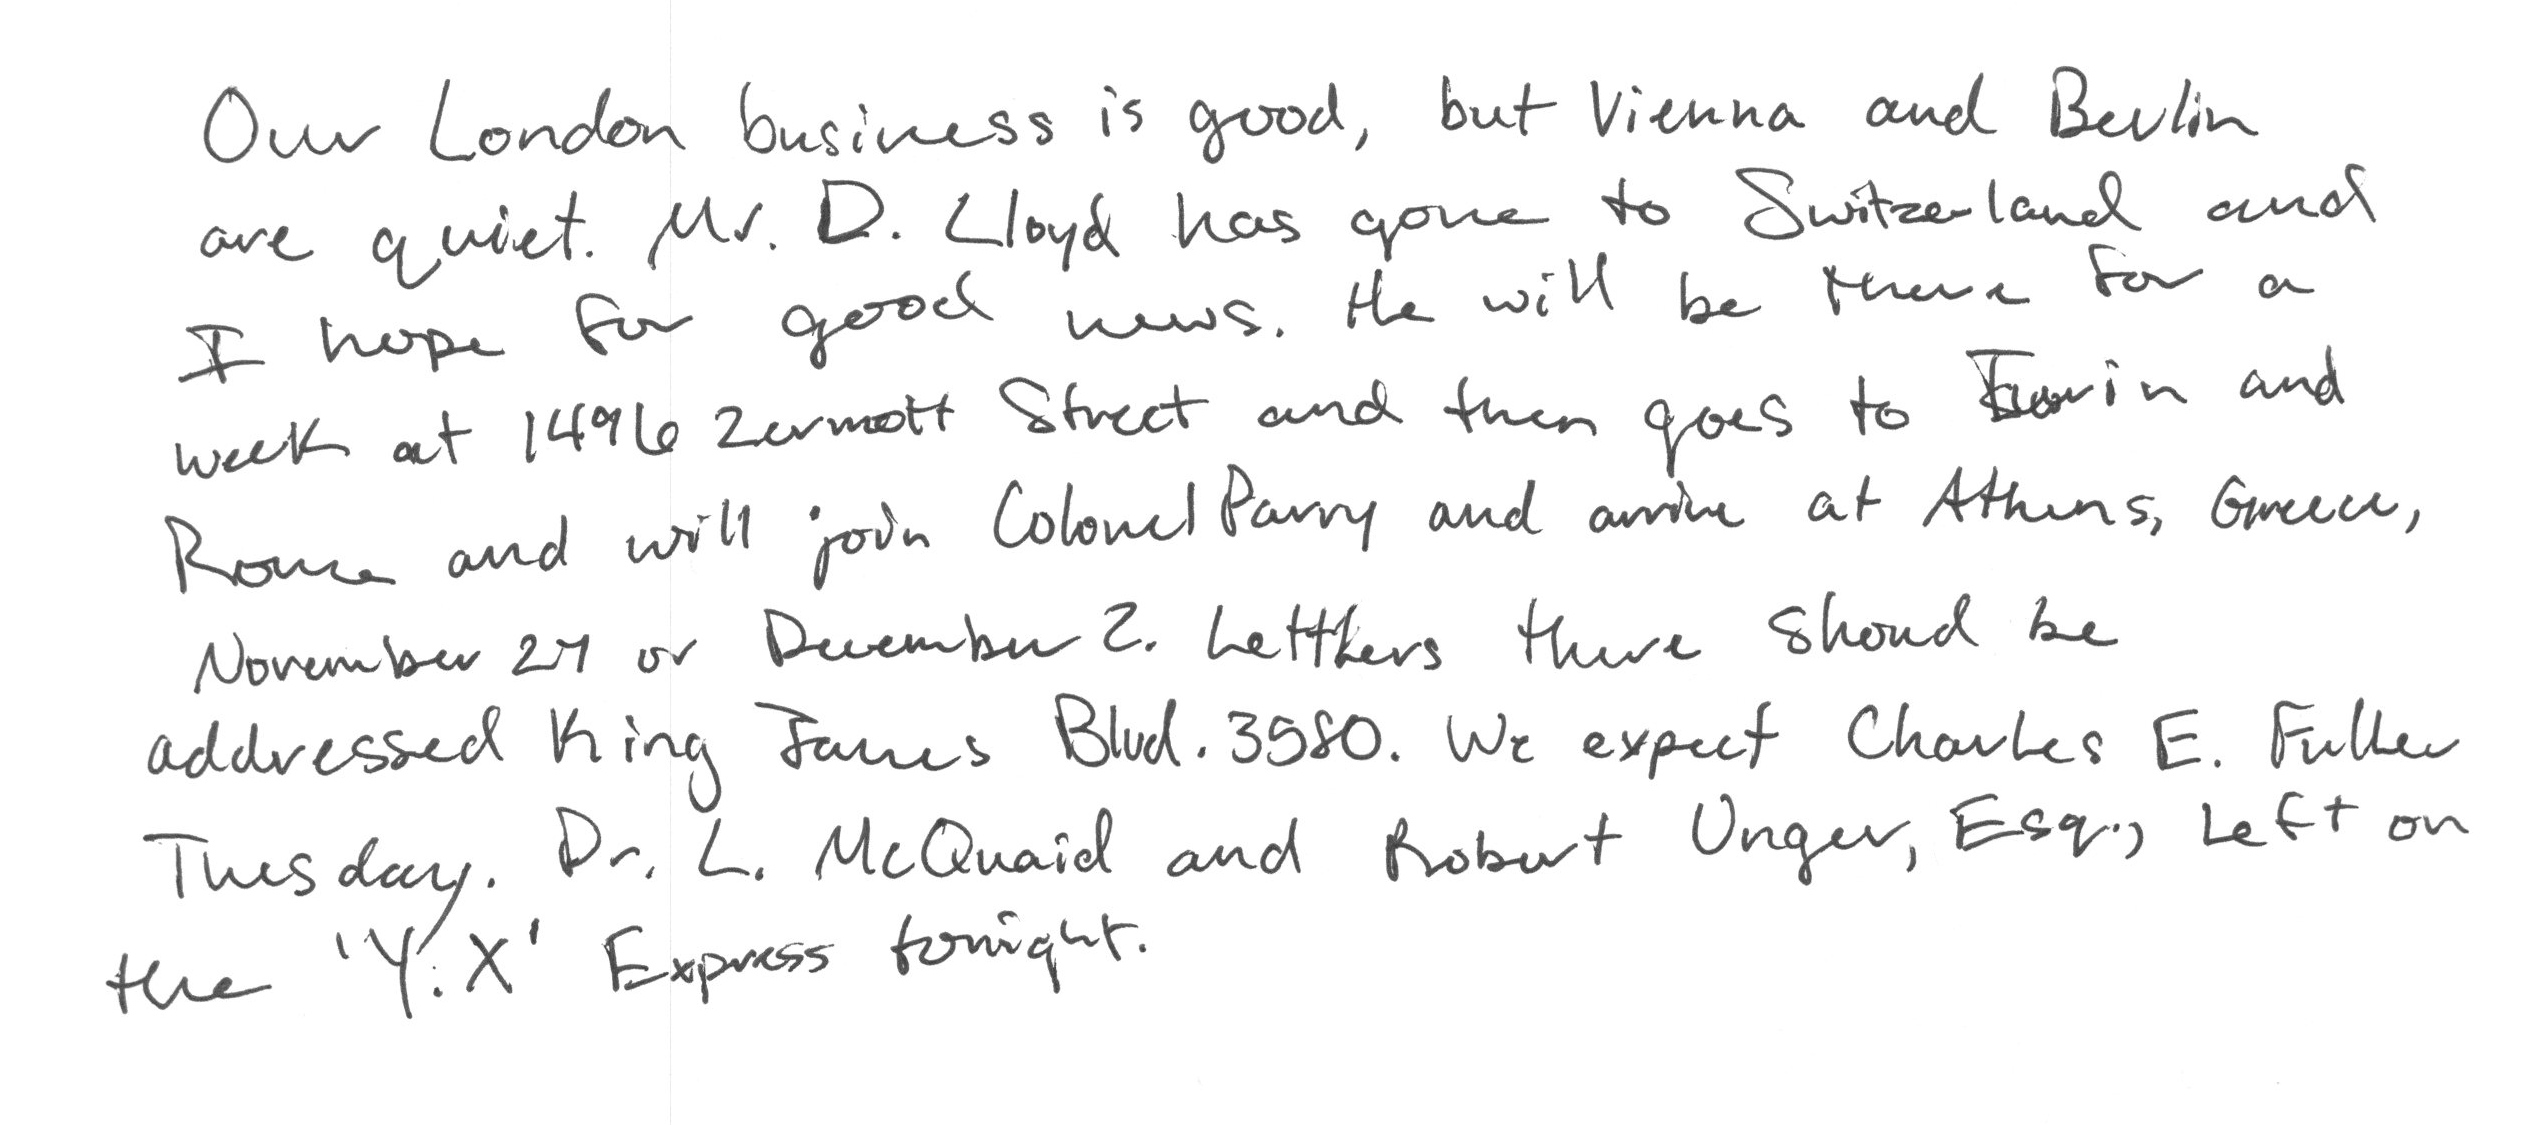 Our London business is good, but Vienna and Berlin
are quiet. Mr. D. Lloyd has gone to Switzerland and
I hope for good news. He will be there for a
week at 1496 Zermott Street and then goes to Turin and
Rome and will join Colonel Parry and arrive at Athens, Greece,
November 27 or December 2. Letthers there shoud be
addressed King James Blvd. 3580. We expect Charles E. Fuller
Tuesday. Dr. L. McQuaid and Robert Unger, Esq., Left on
the 'Y.X' Express tonight.